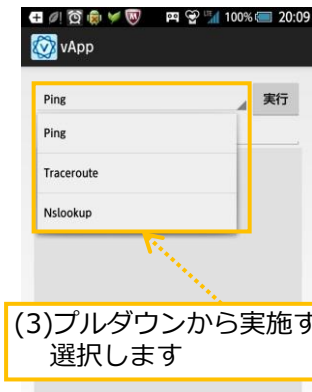 100% 20:09
vApp
Ping
実行
Ping
Traceroute
Nslookup
(3)プルダウンから実施す
選択します